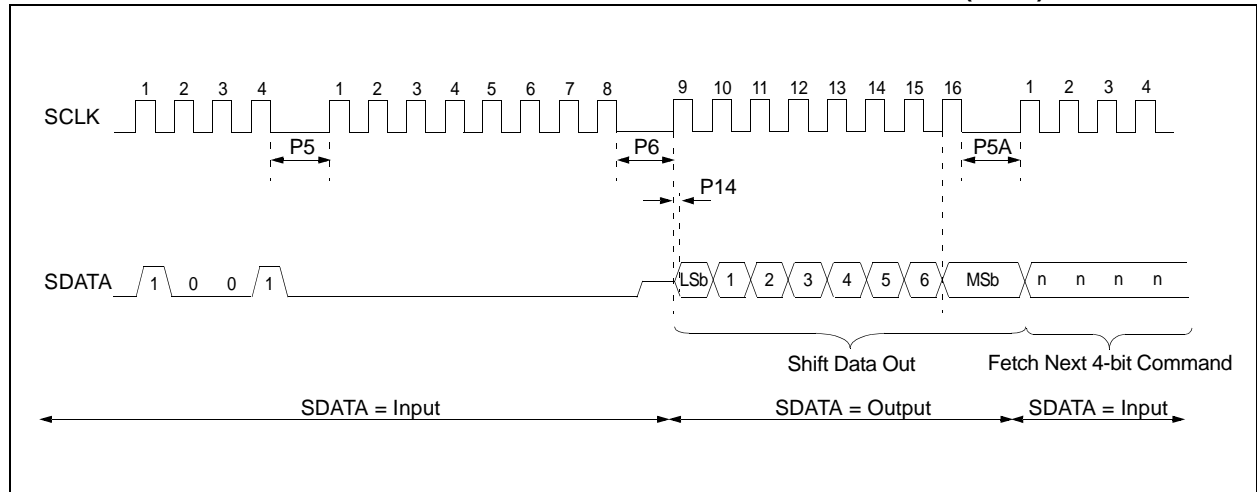 1 2 3 4 1 2 3 4 5 6 7 8 9 10 11 12 13 14 15 16 1 2 3 4
SCLK
P5 P6 P5A
P14
SDATA 1 0 0 1 LSb 1 2 3 4 5 6 MSb n n n n
Shift Data Out Fetch Next 4-bit Command
SDATA = Input SDATA = Output SDATA = Input